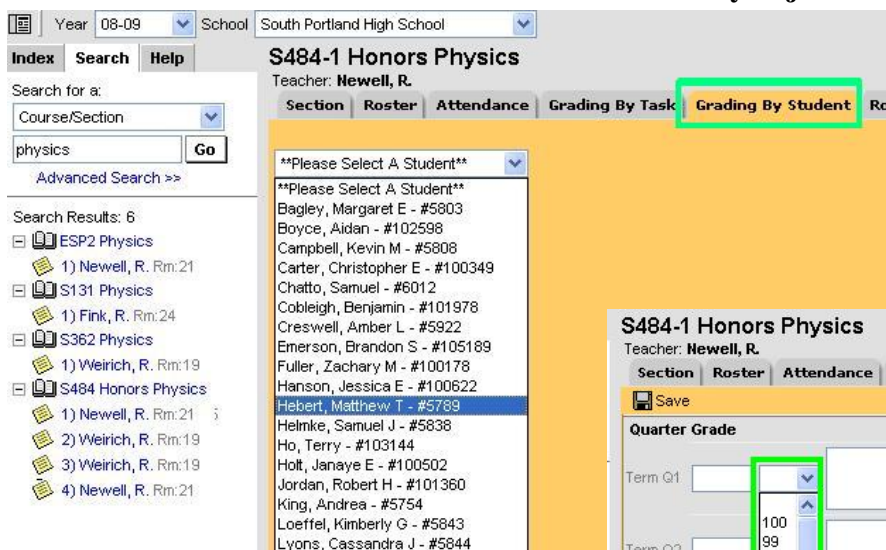 Year 08-09 School South Portland High School
Index Search Help
Search for a:
Course/Section
physics Go
Advanced Search >>
Search Results: 6
ESP2 Physics
1) Newell, R. Rm:21
S131 Physics
1) Fink, R. Rm:24
S362 Physics
1) Weirich, R. Rm:19
S484 Honors Physics
1) Newell, R. Rm:21
2) Weirich, R. Rm:19
3) Weirich, R. Rm:19
4) Newell, R. Rm:21
S484-1 Honors Physics
Teacher: Newell, R.
Section Roster Attendance Grading By Task Grading By Student Ro
**Please Select A Student**
**Please Select A Student**
Bagley, Margaret E - #5803
Boyce, Aidan - #102598
Campbell, Kevin M - #5808
Carter, Christopher E - #100349
Chatto, Samuel - #6012
Cobleigh, Benjamin - #101978
Creswell, Amber L - #5922
Emerson, Brandon S - #105189
Fuller, Zachary M - #100178
Hanson, Jessica E - #100622
Hebert, Matthew T - #5789
Helmke, Samuel J - #5838
Ho, Terry - #103144
Holt, Janaye E - #100502
Jordan, Robert H - #101360
King, Andrea - #5754
Loeffel, Kimberly G - #5843
Lyons, Cassandra J - #5844
S484-1 Honors Physics
Teacher: Newell, R.
Section Roster Attendance
Save
Quarter Grade
Term Q1
100
99
Term Q2